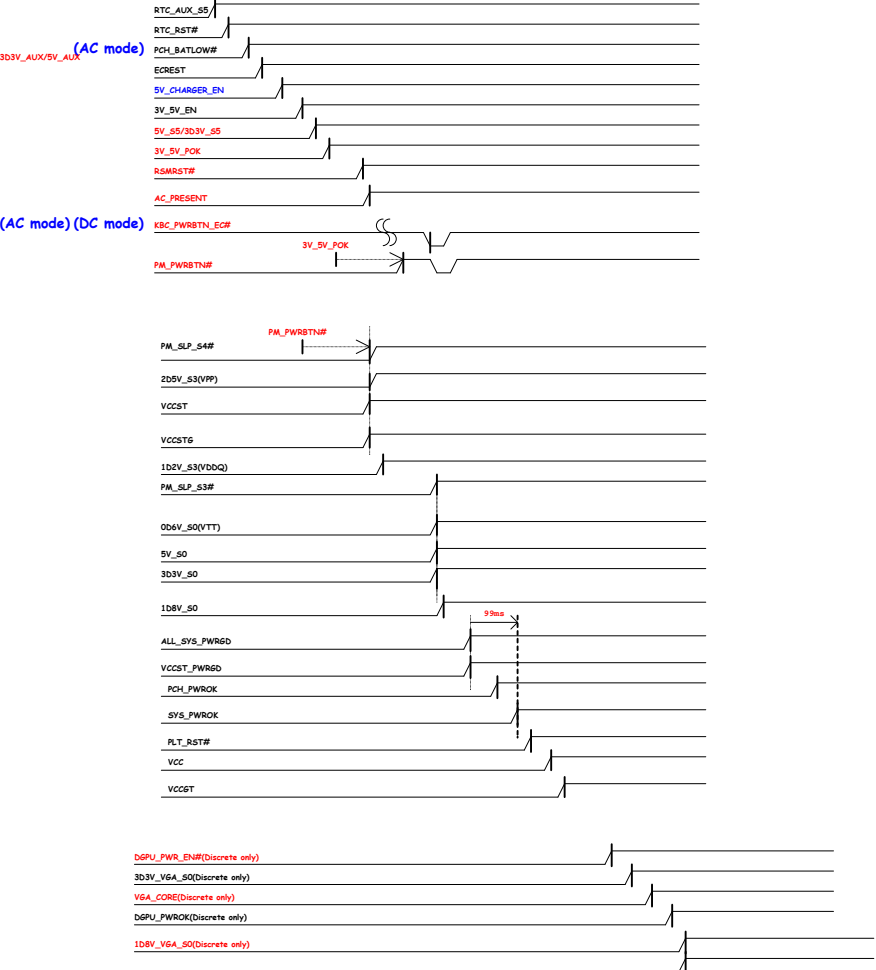 RTC_AUX_S5
RTC_RST#
(AC mode)
PCH_BATLOW#
3D3V_AUX/5V_AUX
ECREST
5V_CHARGER_EN
3V_5V_EN
5V_S5/3D3V_S5
3V_5V_POK
RSMRST#
AC_PRESENT
(AC mode) (DC mode)
KBC_PWRBTN_EC#
3V_5V_POK
PM_PWRBTN#
PM_PWRBTN#
PM_SLP_S4#
2D5V_S3(VPP)
VCCST
VCCSTG
1D2V_S3(VDDQ)
PM_SLP_S3#
0D6V_S0(VTT)
5V_S0
3D3V_S0
1D8V_S0
99ms
ALL_SYS_PWRGD
VCCST_PWRGD
PCH_PWROK
SYS_PWROK
PLT_RST#
VCC
VCCGT
DGPU_PWR_EN#(Discrete only)
3D3V_VGA_S0(Discrete only)
VGA_CORE(Discrete only)
DGPU_PWROK(Discrete only)
1D8V_VGA_S0(Discrete only)